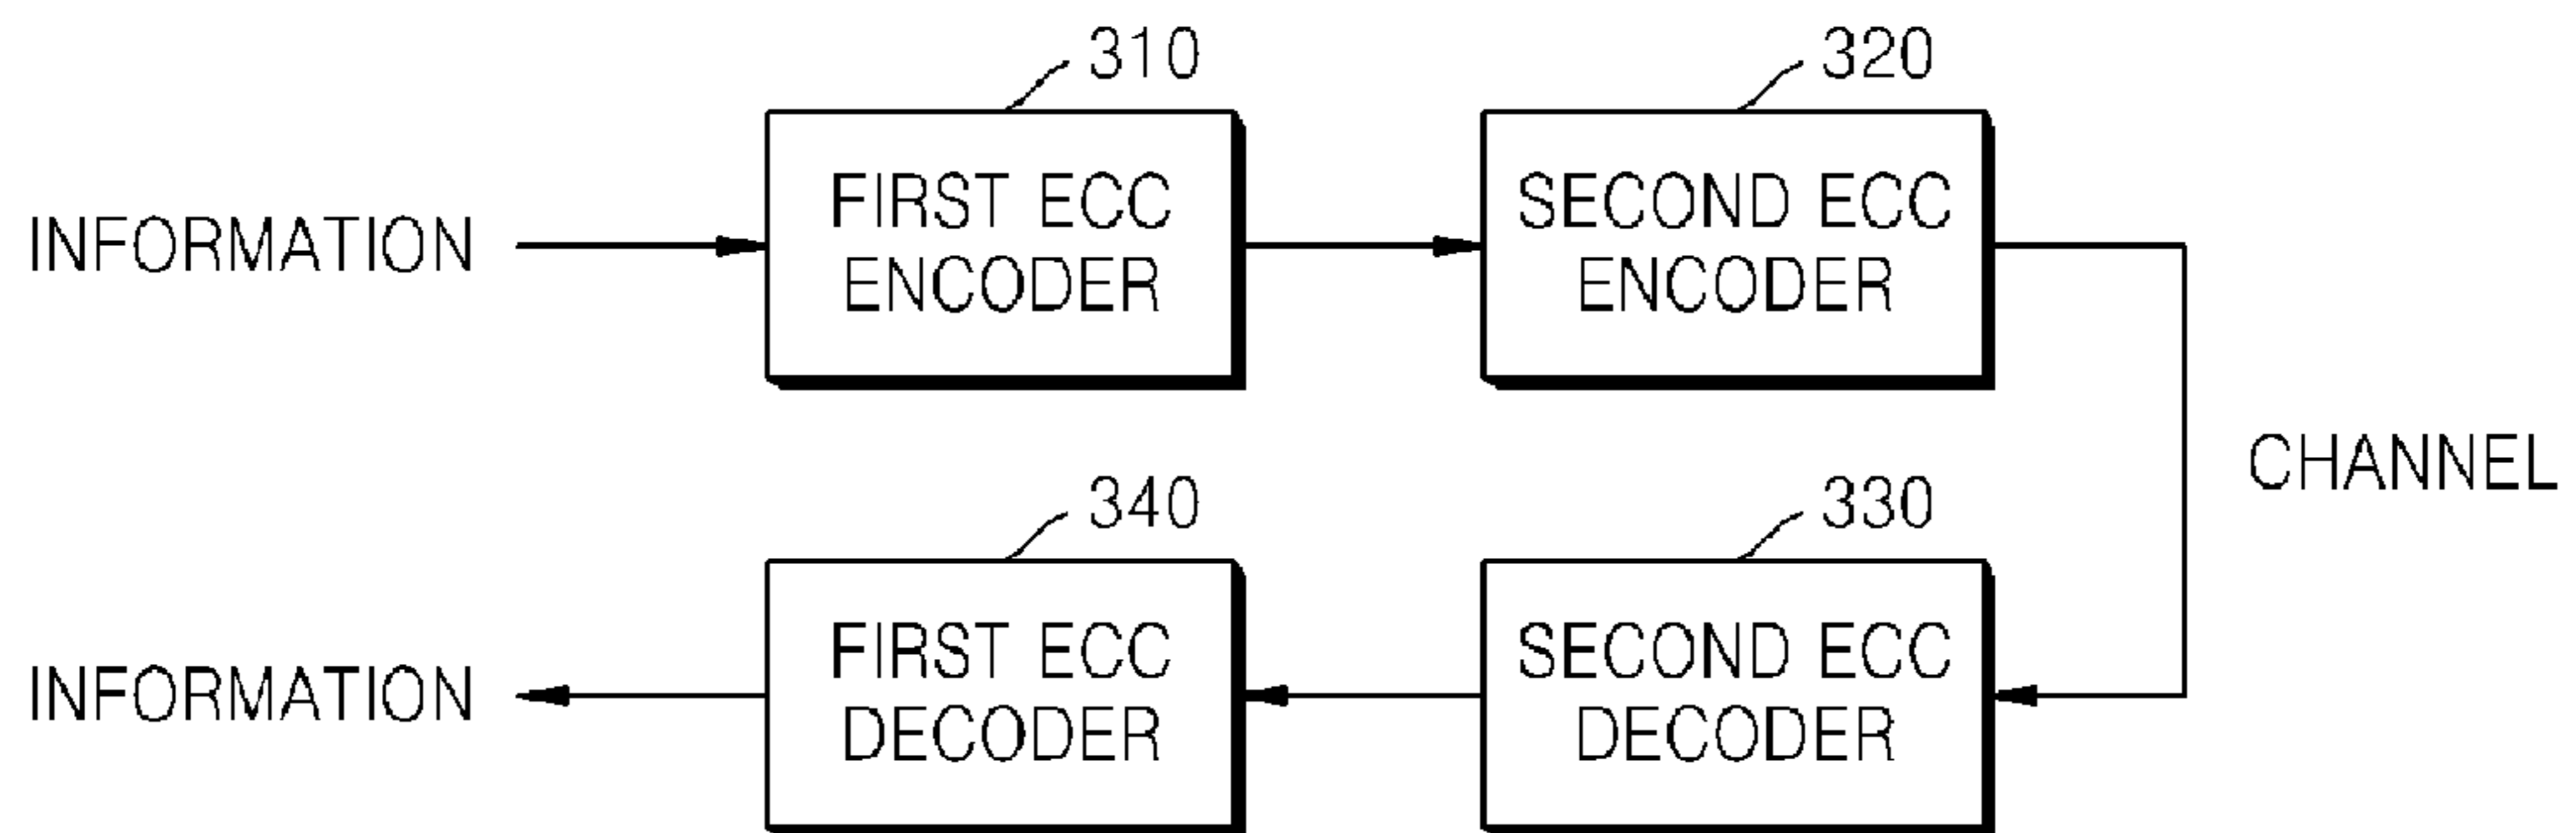 310
320
INFORMATION
FIRST ECC
ENCODER
SECOND ECC
ENCODER
CHANNEL
340
330
INFORMATION
FIRST ECC
DECODER
SECOND ECC
DECODER